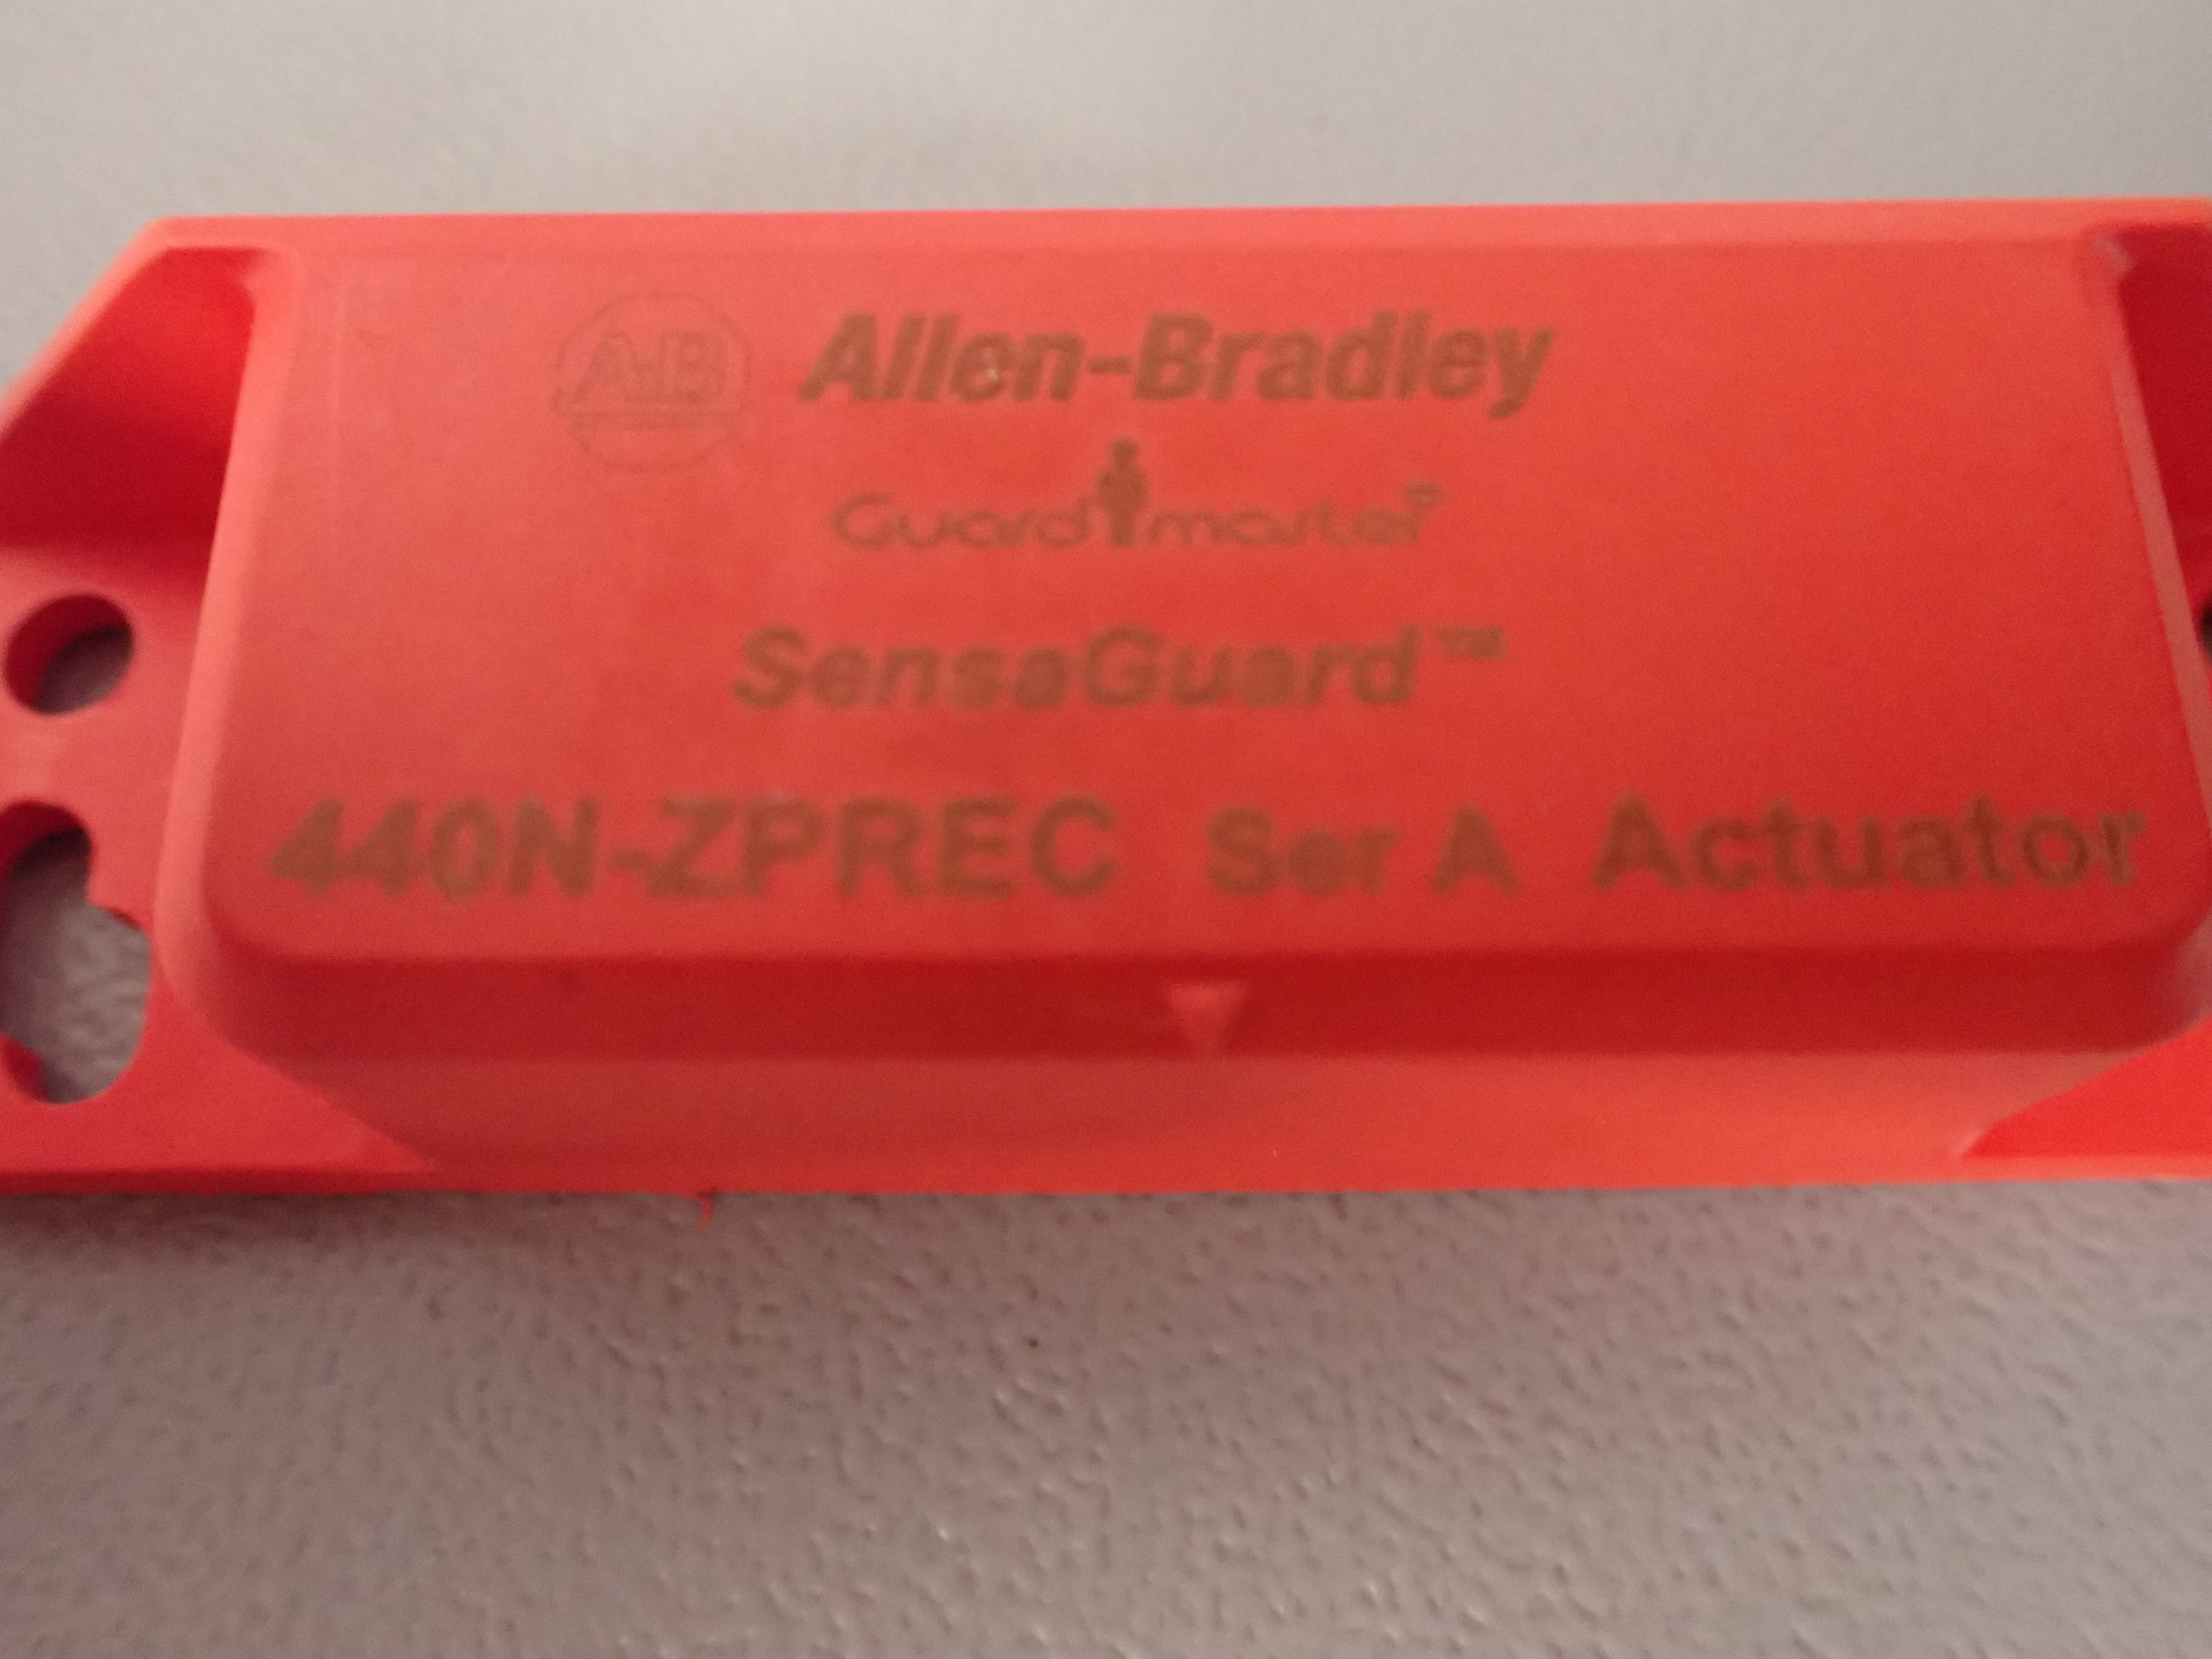 A-B Allen-Bradley
Guardmaster
SensaGuard™
440N-ZPREC Ser A Actuator